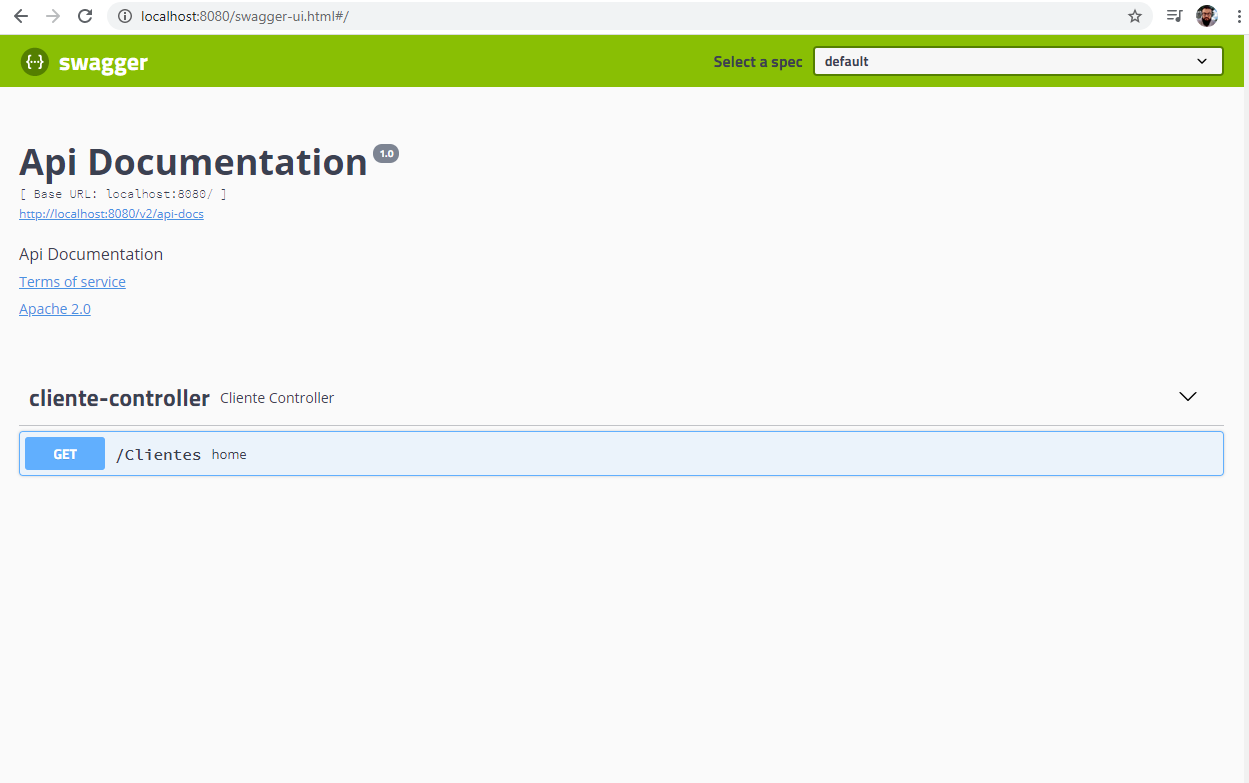 localhost:8080/swagger-ui.html#/
{··} swagger
Select a spec
default
Api Documentation 1.0
[ Base URL: localhost:8080/ ]
http://localhost:8080/v2/api-docs
Api Documentation
Terms of service
Apache 2.0
cliente-controller Cliente Controller
GET /Clientes home